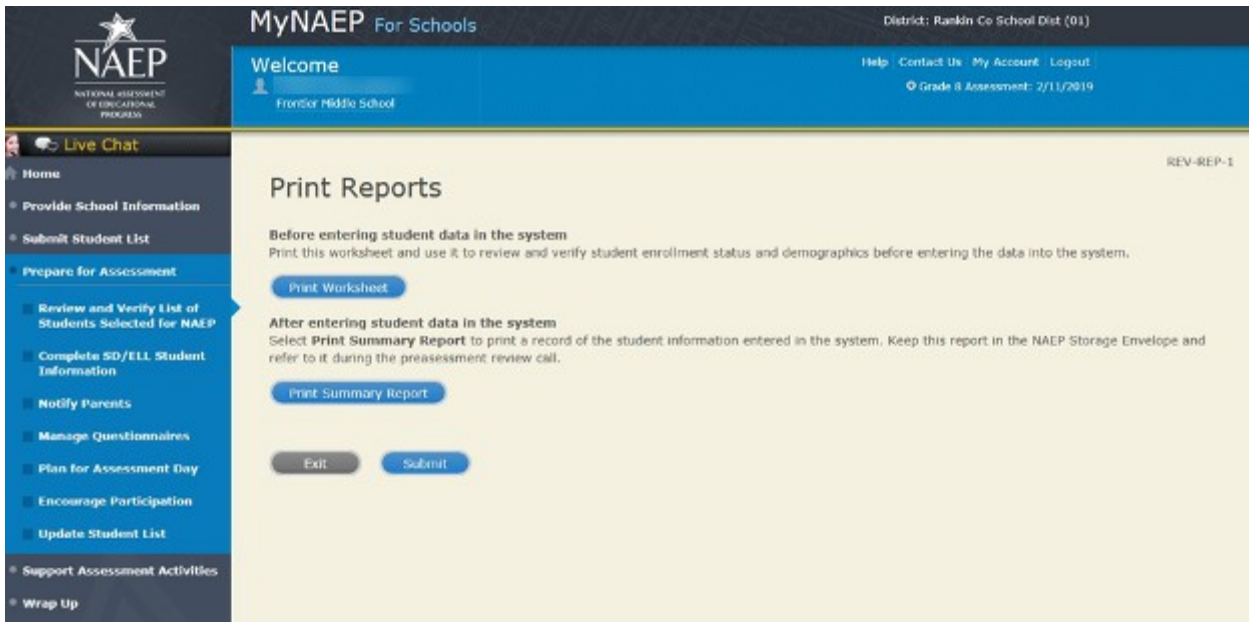 NAEP
NATIONAL ASSESSMENT
OF EDUCATIONAL
PROGRESS
MyNAEP For Schools
District: Rankin Co School Dist (01)
Welcome
Frontier Middle School
Help Contact Us My Account Logout
Grade 8 Assessment: 2/11/2019
Live Chat
Home
Provide School Information
Submit Student List
Prepare for Assessment
Review and Verify List of
Students Selected for NAEP
Complete SD/ELL Student
Information
Notify Parents
Manage Questionnaires
Plan for Assessment Day
Encourage Participation
Update Student List
Support Assessment Activities
Wrap Up
REV-REP-1
Print Reports
Before entering student data in the system
Print this worksheet and use it to review and verify student enrollment status and demographics before entering the data into the system.
Print Worksheet
After entering student data in the system
Select Print Summary Report to print a record of the student information entered in the system. Keep this report in the NAEP Storage Envelope and
refer to it during the preassessment review call.
Print Summary Report
Exit
Submit